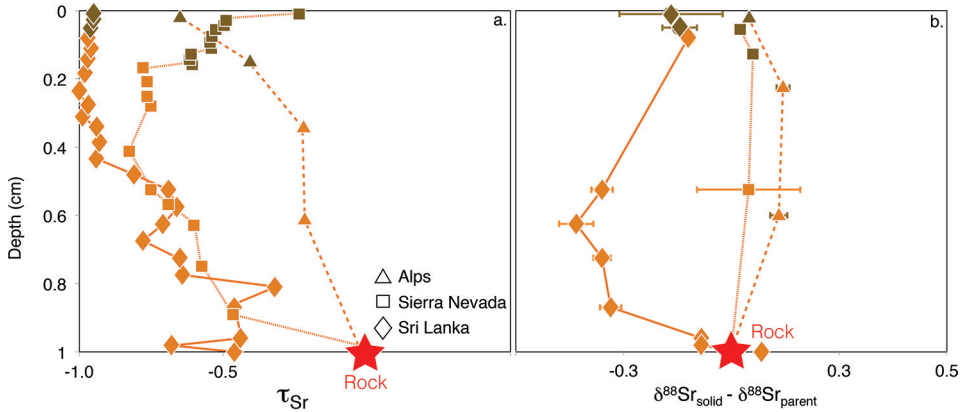 a.
b.
0
0.2
0.4
0.6
0.8
1
Depth (cm)
Alps
Sierra Nevada
Sri Lanka
Rock
Rock
-1.0
-0.5
-0.3
0.3
0.5
τSr
δ88Srsolid - δ88Srparent